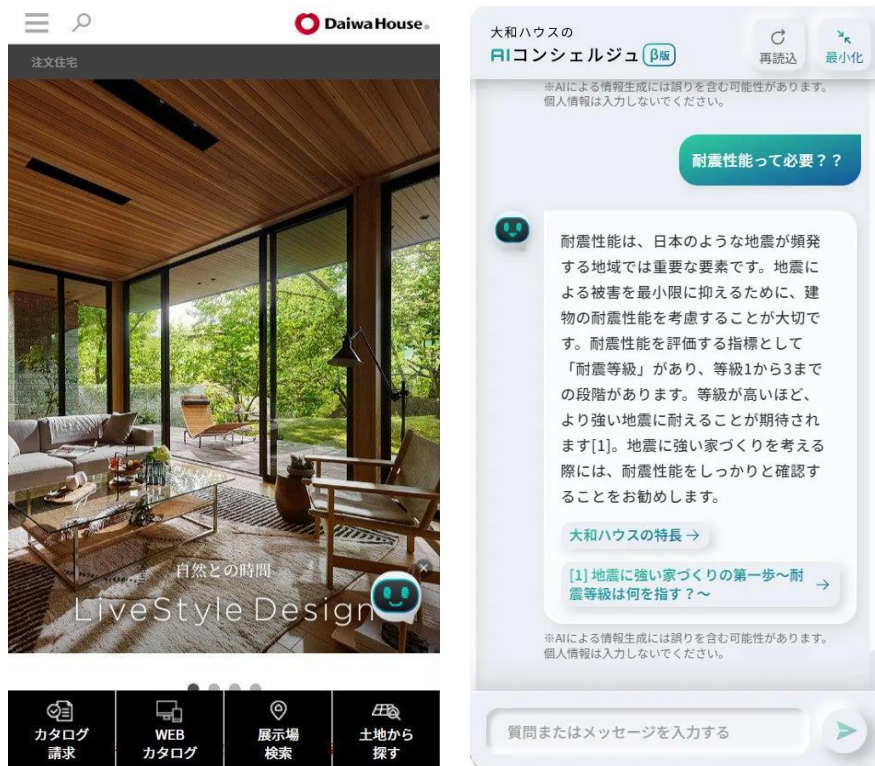 Daiwa House®
注文住宅
自然との時間
LiveStyle Design
カタログ
請求
WEB
カタログ
展示場
検索
土地から
探す
大和ハウスの
AIコンシェルジュ β版
再読込
最小化
※AIによる情報生成には誤りを含む可能性があります。
個人情報は入力しないでください。
耐震性能って必要？？
耐震性能は、日本のような地震が頻発
する地域では重要な要素です。地震に
よる被害を最小限に抑えるために、建
物の耐震性能を考慮することが大切で
す。耐震性能を評価する指標として
「耐震等級」があり、等級1から3まで
の段階があります。等級が高いほど、
より強い地震に耐えることが期待され
ます[1]。地震に強い家づくりを考える
際には、耐震性能をしっかりと確認す
ることをお勧めします。
大和ハウスの特長→
[1] 地震に強い家づくりの第一歩～耐
震等級は何を指す？～ →
※AIによる情報生成には誤りを含む可能性があります。
個人情報は入力しないでください。
質問またはメッセージを入力する